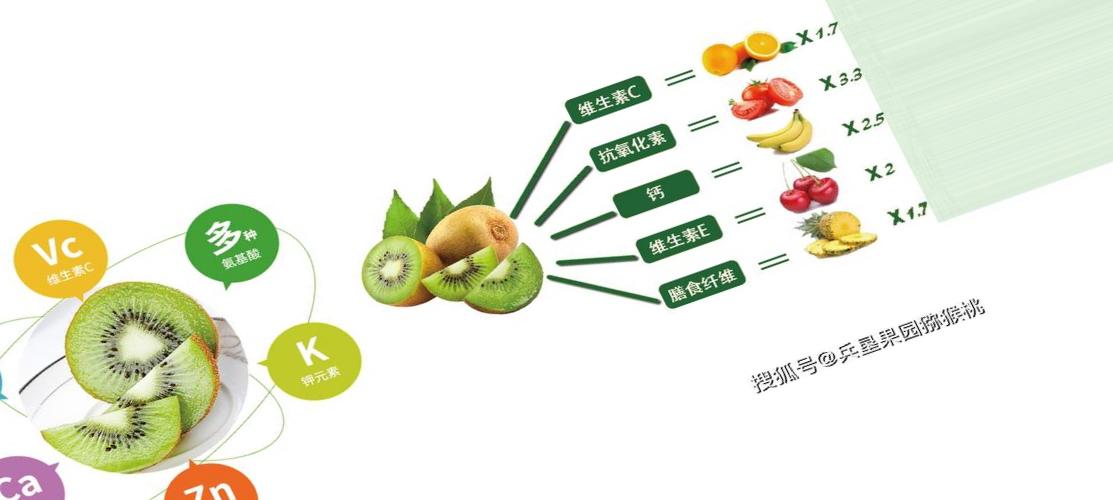 Vc
维生素C
多种
氨基酸
K
钾元素
Ca
Zn
维生素C
X 1.7
抗氧化素
X 3.3
钙
X 2.5
维生素E
X 2
膳食纤维
X 1.7
搜狐号@兵垦果园猕猴桃